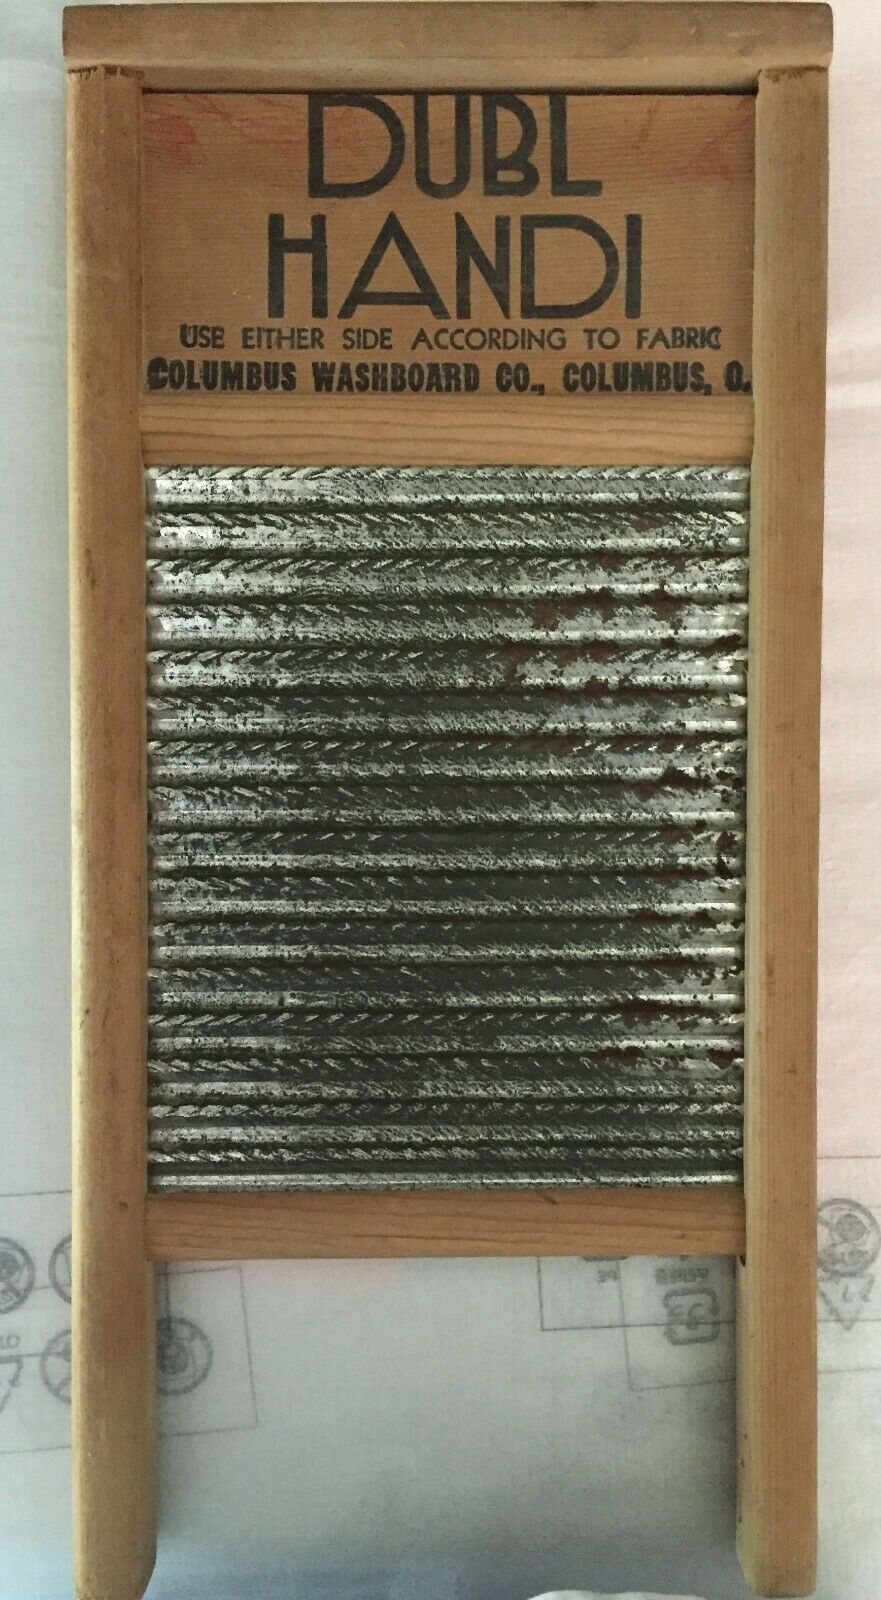 DUBL
HANDI
USE EITHER SIDE ACCORDING TO FABRIC
COLUMBUS WASHBOARD CO., COLUMBUS, O.